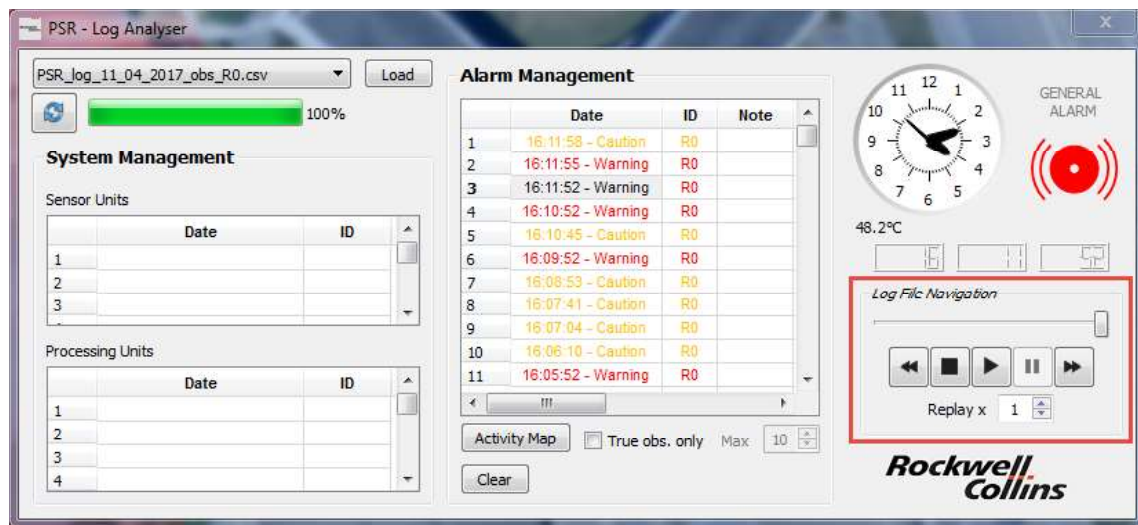 PSR - Log Analyser
X
PSR_log_11_04_2017_obs_R0.csv
Load
100%
System Management
Sensor Units
Date ID
1
2
3
Processing Units
Date ID
1
2
3
4
Alarm Management
Date ID Note
1 16:11:58 - Caution R0
2 16:11:55 - Warning R0
3 16:11:52 - Warning R0
4 16:10:52 - Warning R0
5 16:10:45 - Caution R0
6 16:09:52 - Warning R0
7 16:08:53 - Caution R0
8 16:07:41 - Caution R0
9 16:07:04 - Caution R0
10 16:06:10 - Caution R0
11 16:05:52 - Warning R0
Activity Map True obs. only Max 10
Clear
12
11 1
10 2
9 3
8 4
7 5
6
GENERAL
ALARM
48.2ºC
16 11 52
Log File Navigation
Replay x 1
Rockwell
Collins